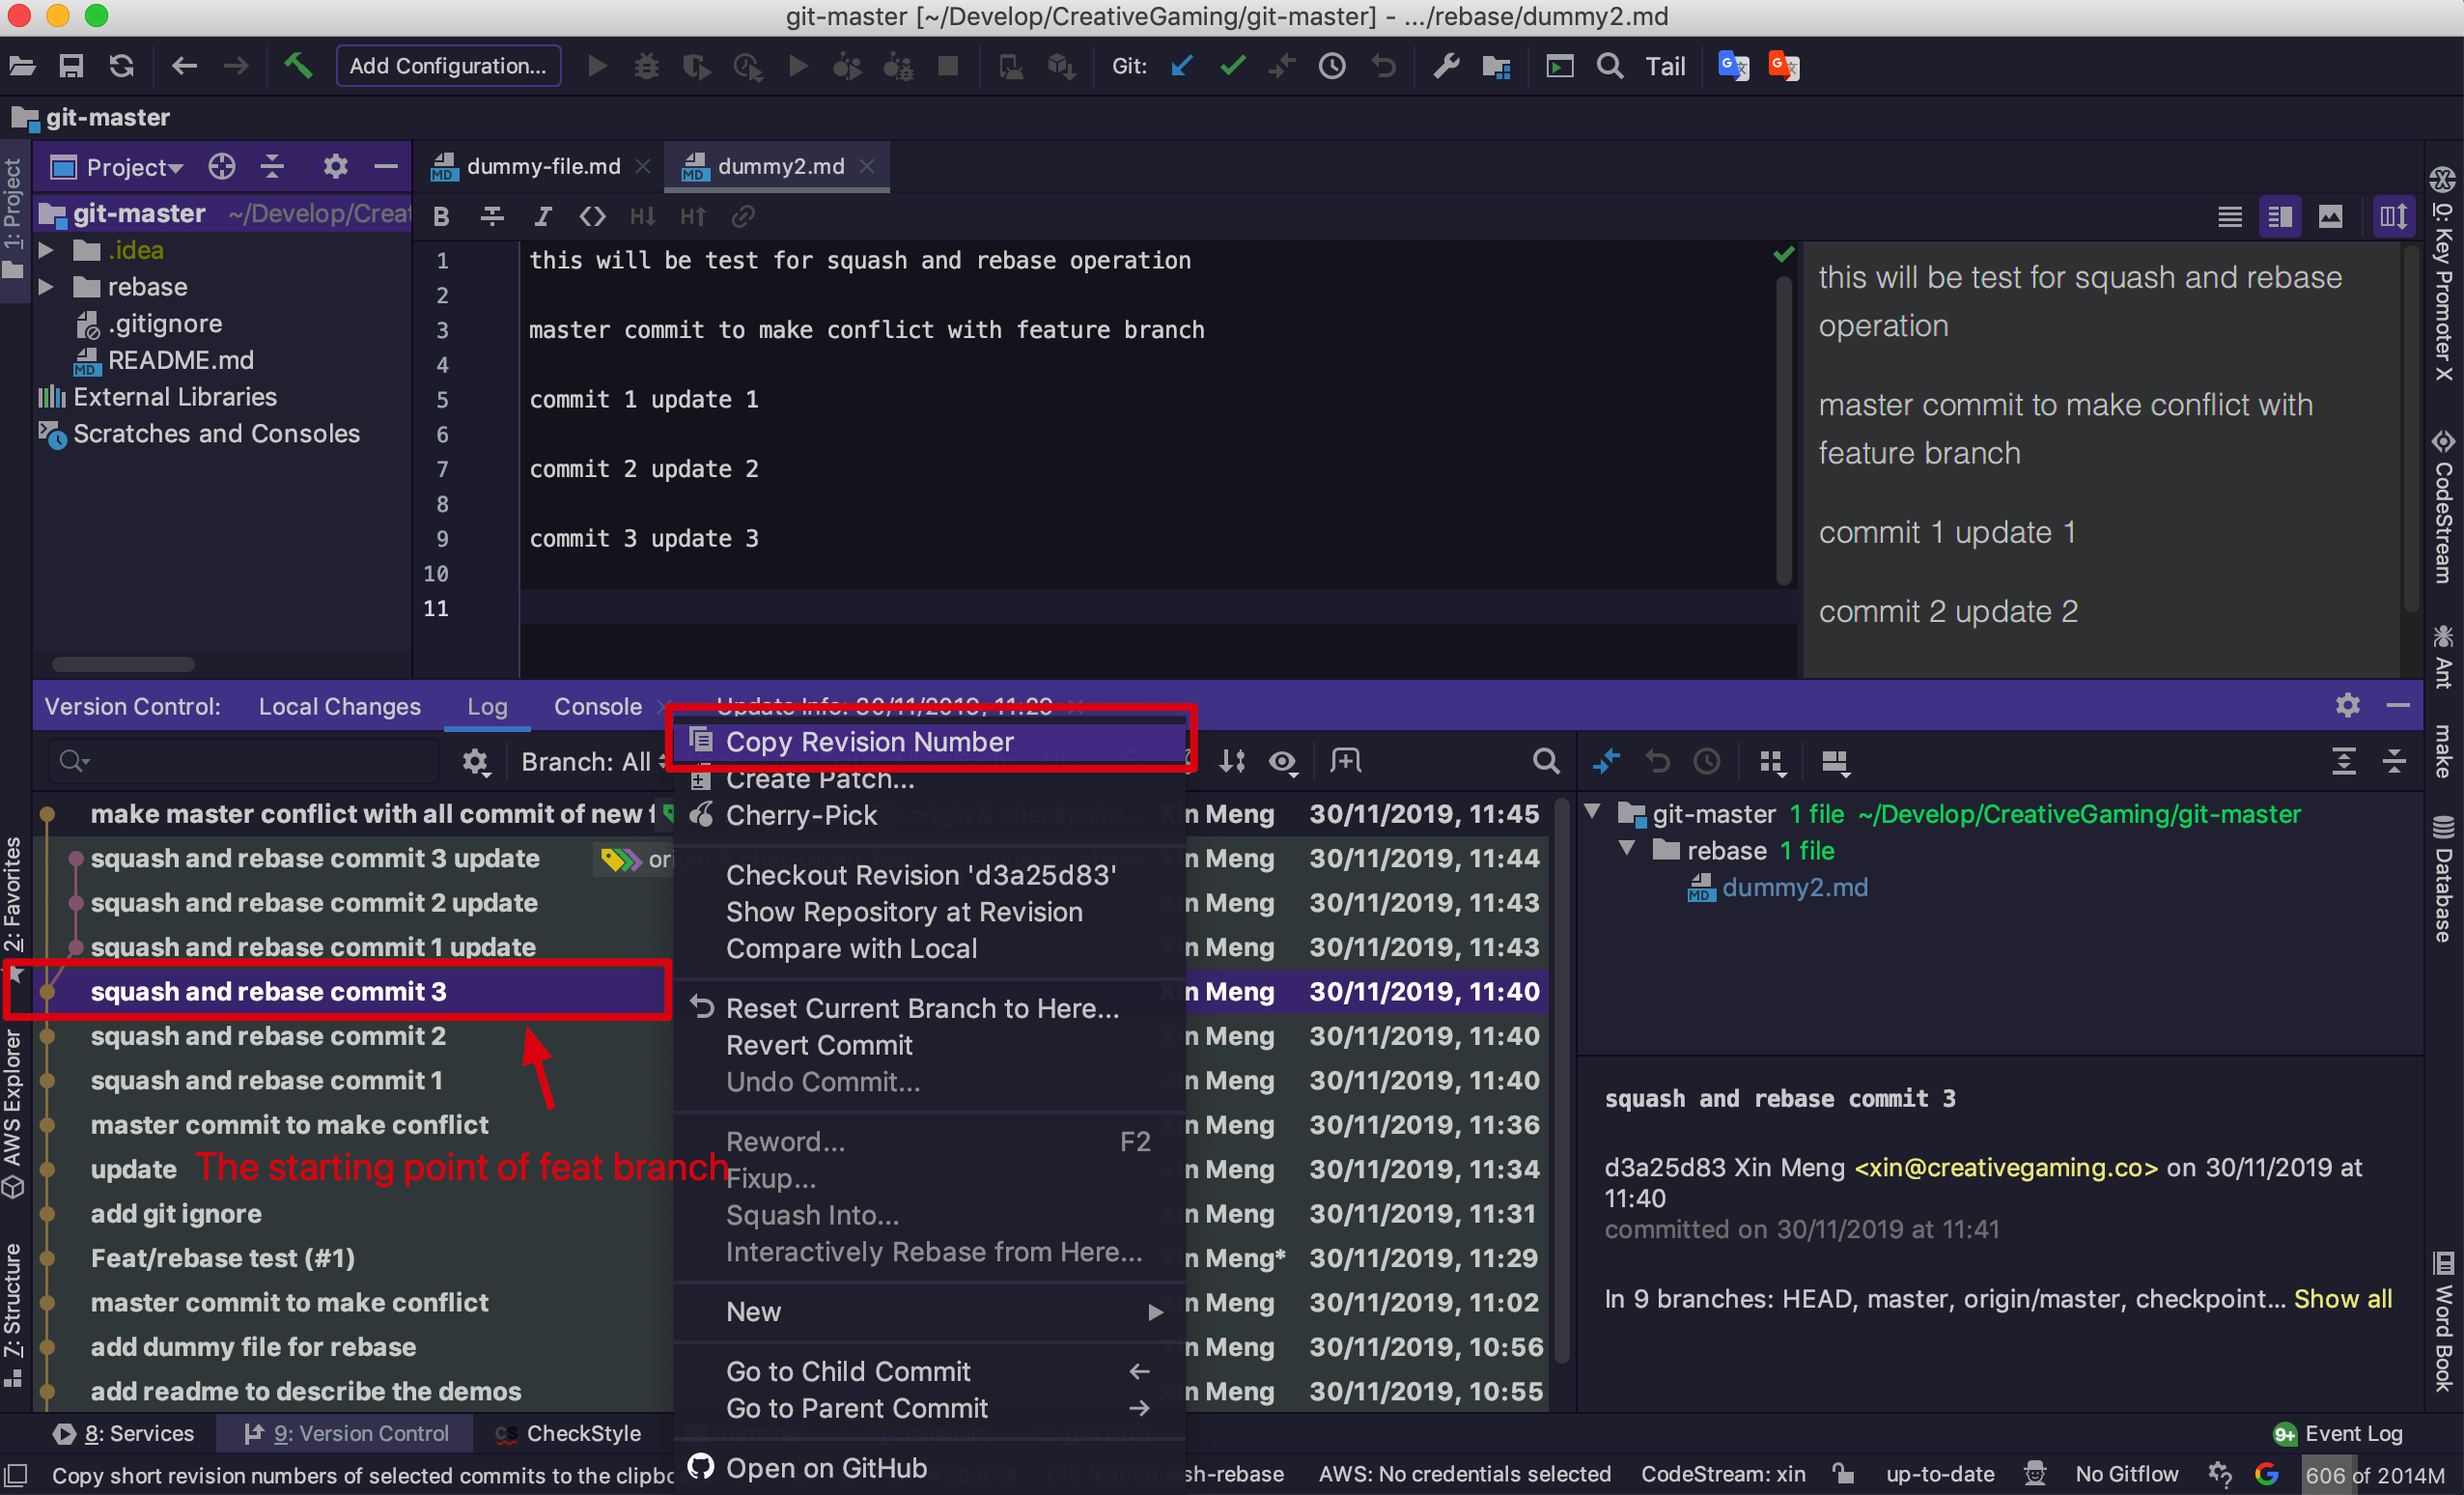 git-master [~/Develop/CreativeGaming/git-master] - .../rebase/dummy2.md
Add Configuration...
Git:
Tail
git-master
1: Project
Project
dummy-file.md
dummy2.md
git-master ~/Develop/Creat
.idea
rebase
.gitignore
README.md
External Libraries
Scratches and Consoles
1 this will be test for squash and rebase operation
2
3 master commit to make conflict with feature branch
4
5 commit 1 update 1
6
7 commit 2 update 2
8
9 commit 3 update 3
10
11
this will be test for squash and rebase
operation
master commit to make conflict with
feature branch
commit 1 update 1
commit 2 update 2
0: Key Promoter X
CodeStream
Ant
make
Database
Word Book
Version Control:
Local Changes
Log
Console
Update Info: 30/11/2019, 11:29
Branch: All
make master conflict with all commit of new f
origin & checkpoint...
n Meng 30/11/2019, 11:45
squash and rebase commit 3 update
n Meng 30/11/2019, 11:44
squash and rebase commit 2 update
n Meng 30/11/2019, 11:43
squash and rebase commit 1 update
n Meng 30/11/2019, 11:43
squash and rebase commit 3
n Meng 30/11/2019, 11:40
squash and rebase commit 2
n Meng 30/11/2019, 11:40
squash and rebase commit 1
n Meng 30/11/2019, 11:40
master commit to make conflict
n Meng 30/11/2019, 11:36
update
n Meng 30/11/2019, 11:34
The starting point of feat branch
add git ignore
n Meng 30/11/2019, 11:31
Feat/rebase test (#1)
n Meng* 30/11/2019, 11:29
master commit to make conflict
n Meng 30/11/2019, 11:02
add dummy file for rebase
n Meng 30/11/2019, 10:56
add readme to describe the demos
n Meng 30/11/2019, 10:55
Copy Revision Number
Create Patch...
Cherry-Pick
Checkout Revision 'd3a25d83'
Show Repository at Revision
Compare with Local
Reset Current Branch to Here...
Revert Commit
Undo Commit...
Reword... F2
Fixup...
Squash Into...
Interactively Rebase from Here...
New
Go to Child Commit
Go to Parent Commit
Open on GitHub
git-master 1 file ~/Develop/CreativeGaming/git-master
rebase 1 file
dummy2.md
squash and rebase commit 3
d3a25d83 Xin Meng <xin@creativegaming.co> on 30/11/2019 at
11:40
committed on 30/11/2019 at 11:41
In 9 branches: HEAD, master, origin/master, checkpoint... Show all
2: Favorites
AWS Explorer
Z: Structure
8: Services
9: Version Control
CheckStyle
9+ Event Log
Copy short revision numbers of selected commits to the clipbo
sh-rebase
AWS: No credentials selected
CodeStream: xin
up-to-date
No Gitflow
606 of 2014M